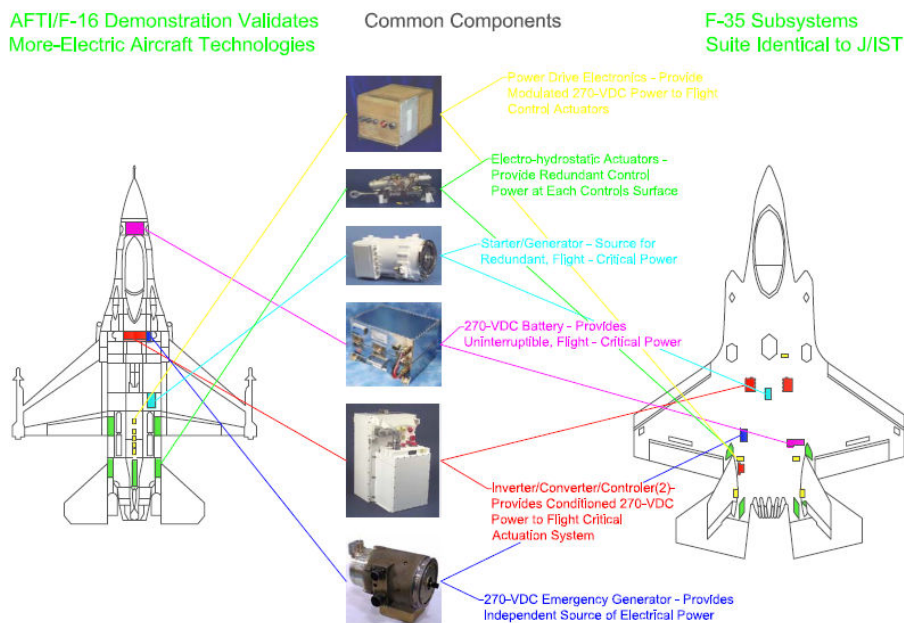 AFTI/F-16 Demonstration Validates
More-Electric Aircraft Technologies
Common Components
F-35 Subsystems
Suite Identical to J/IST
Power Drive Electronics - Provide
Modulated 270-VDC Power to Flight
Control Actuators
Electro-hydrostatic Actuators -
Provide Redundant Control
Power at Each Controls Surface
Starter/Generator - Source for
Redundant, Flight - Critical Power
270-VDC Battery - Provides
Uninterruptible, Flight - Critical Power
Inverter/Converter/Controler(2)-
Provides Conditioned 270-VDC
Power to Flight Critical
Actuation System
270-VDC Emergency Generator - Provides
Independent Source of Electrical Power